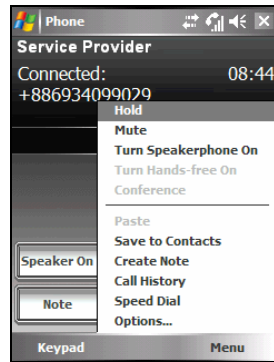 Phone
Service Provider
Connected: 08:44
+886934099029
Hold
Mute
Turn Speakerphone On
Turn Hands-free On
Conference
Paste
Save to Contacts
Create Note
Call History
Speed Dial
Options...
Speaker On
Note
Keypad Menu